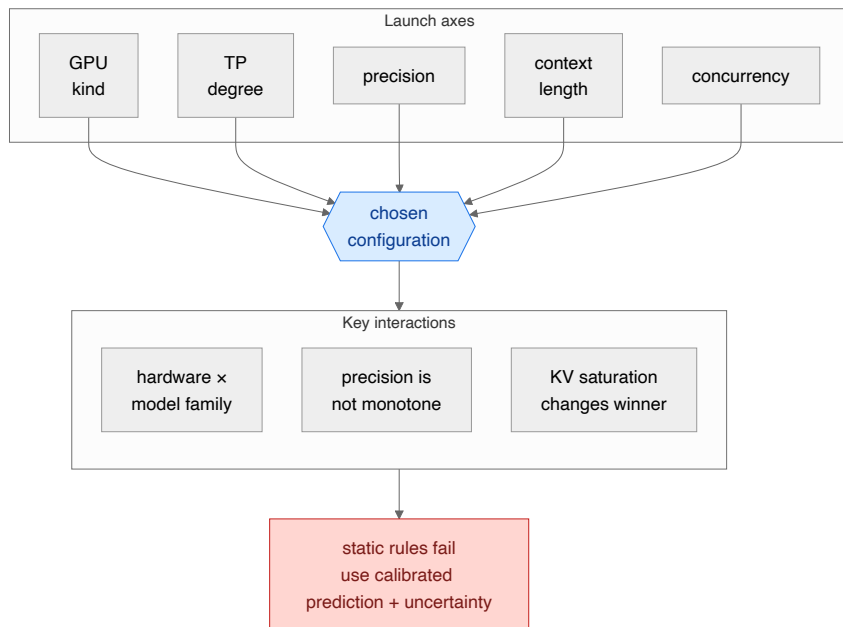 Launch axes
GPU
kind
TP
degree
precision
context
length
concurrency
chosen
configuration
Key interactions
hardware ×
model family
precision is
not monotone
KV saturation
changes winner
static rules fail
use calibrated
prediction + uncertainty